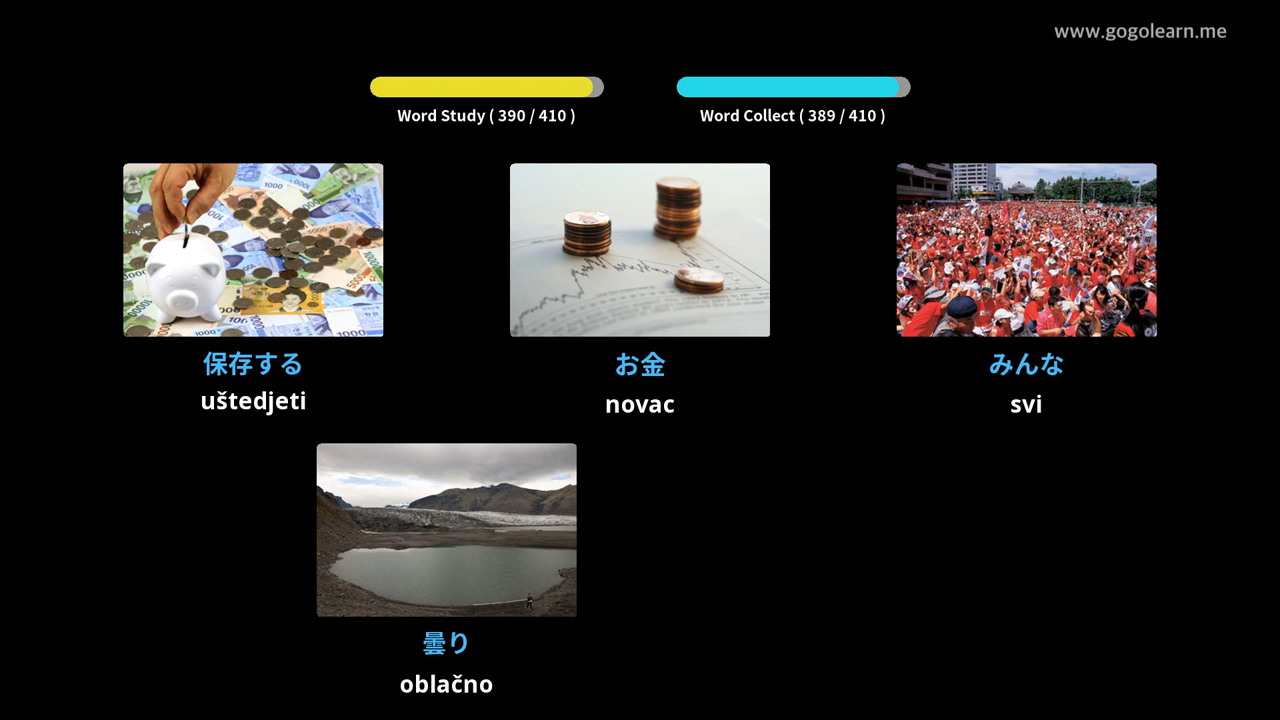 www.gogolearn.me
Word Study ( 390 / 410 )
Word Collect ( 389 / 410 )
保存する
uštedjeti
お金
novac
みんな
svi
曇り
oblačno